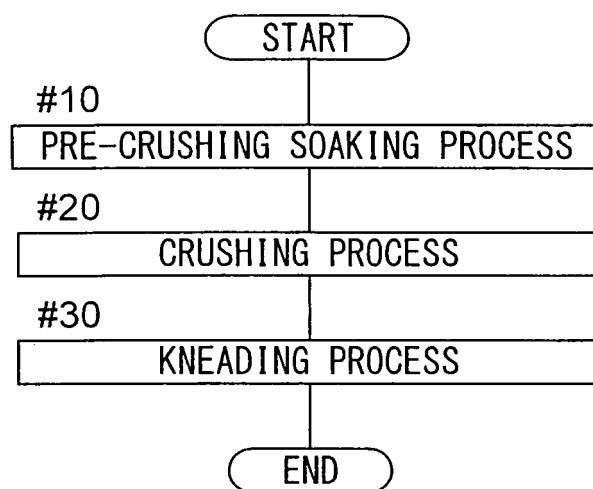 START
#10
PRE-CRUSHING SOAKING PROCESS
#20
CRUSHING PROCESS
#30
KNEADING PROCESS
END